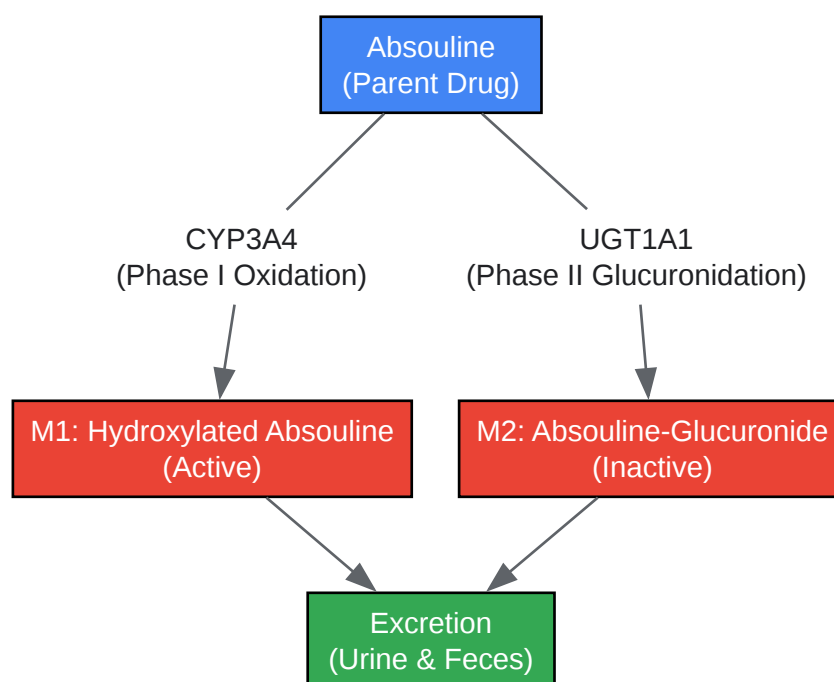 Absouline
(Parent Drug)
CYP3A4
(Phase I Oxidation)
UGT1A1
(Phase II Glucuronidation)
M1: Hydroxylated Absouline
(Active)
M2: Absouline-Glucuronide
(Inactive)
Excretion
(Urine & Feces)